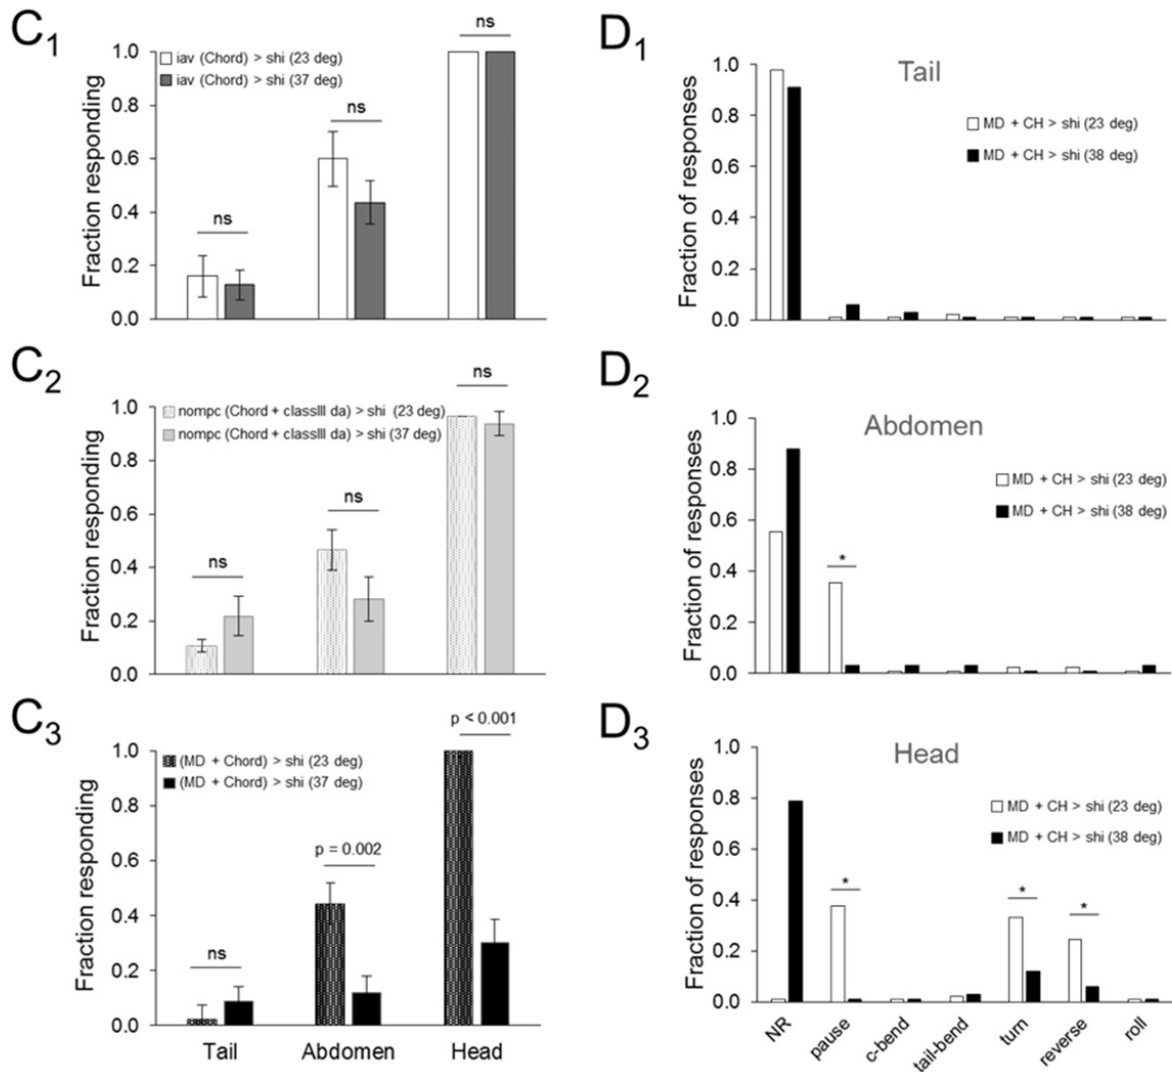 C1
ns
1.0
iav (Chord) > shi (23 deg)
iav (Chord) > shi (37 deg)
0.8
ns
0.6
0.4
ns
0.2
0.0
Fraction responding
C2
ns
1.0
nompc (Chord + classIII da) > shi (23 deg)
nompc (Chord + classIII da) > shi (37 deg)
0.8
ns
0.6
0.4
ns
0.2
0.0
Fraction responding
C3
p < 0.001
1.0
(MD + Chord) > shi (23 deg)
(MD + Chord) > shi (37 deg)
0.8
p = 0.002
0.6
0.4
ns
0.2
0.0
Fraction responding
Tail Abdomen Head
D1
Tail
1.0
MD + CH > shi (23 deg)
MD + CH > shi (38 deg)
0.8
0.6
0.4
0.2
0.0
Fraction of responses
D2
Abdomen
1.0
MD + CH > shi (23 deg)
MD + CH > shi (38 deg)
0.8
0.6
*
0.4
0.2
0.0
Fraction of responses
D3
Head
1.0
MD + CH > shi (23 deg)
MD + CH > shi (38 deg)
0.8
0.6
* * *
0.4
0.2
0.0
Fraction of responses
NR pause c-bend tail-bend turn reverse roll